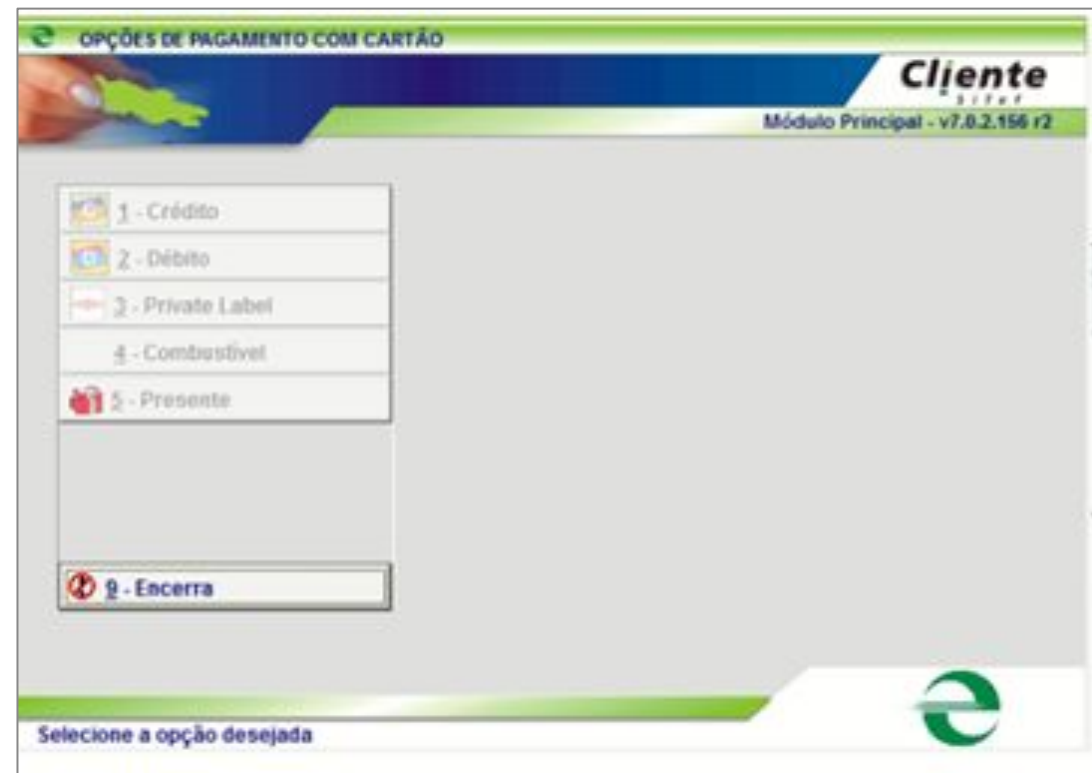 OPÇÕES DE PAGAMENTO COM CARTÃO
Cliente
SiTef
Módulo Principal - v7.0.2.156 r2
1 - Crédito
2 - Débito
3 - Private Label
4 - Combustível
5 - Presente
9 - Encerra
Selecione a opção desejada